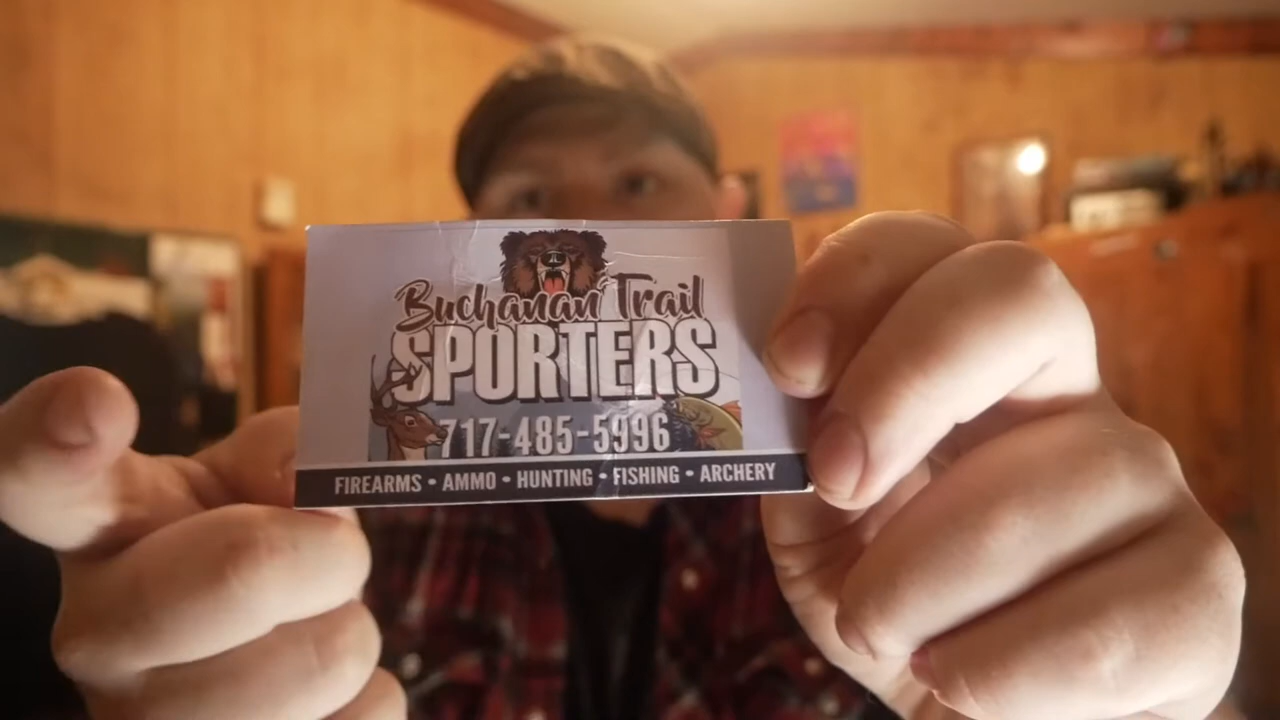 Buchanan Trail
SPORTERS
717-485-5996
FIREARMS • AMMO • HUNTING • FISHING • ARCHERY